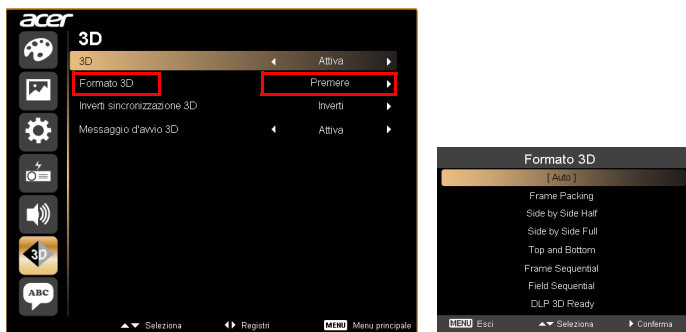 acer
3D
3D Attiva
Formato 3D Premere
Inverti sincronizzazione 3D Inverti
Messaggio d'avvio 3D Attiva
3D
ABC
Seleziona Registri MENU Menu principale
Formato 3D
[ Auto ]
Frame Packing
Side by Side Half
Side by Side Full
Top and Bottom
Frame Sequential
Field Sequential
DLP 3D Ready
MENU Esci Seleziona Conferma